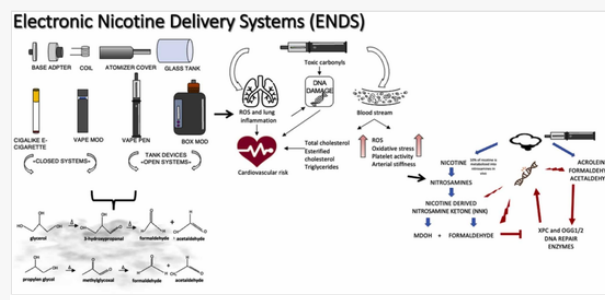 Electronic Nicotine Delivery Systems (ENDS)
BASE ADPTER
COIL
ATOMIZER COVER
GLASS TANK
CIGALIKE E-
CIGARETTE
VAPE MOD
VAPE PEN
BOX MOD
«CLOSED SYSTEMS»
TANK DEVICES
«OPEN SYSTEMS»
Toxic carbonyls
DNA
DAMAGE
ROS and lung
inflammation
Blood stream
Cardiovascular risk
Total cholesterol
Esterified
cholesterol
Triglycerides
ROS
Oxidative stress
Platelet activity
Arterial stiffness
NICOTINE
NITROSAMINES
NICOTINE DERIVED
NITROSAMINE KETONE (NNK)
MDOH + FORMALDEHYDE
ACROLEIN
FORMALDEHY
ACETALDEHY
XPC and OGG1/2
DNA REPAIR
ENZYMES
glycerol
3-hydroxypropanal
formaldehyde
acetaldehyde
propylen glycol
methylglyoxal
formaldehyde
acetaldehyde